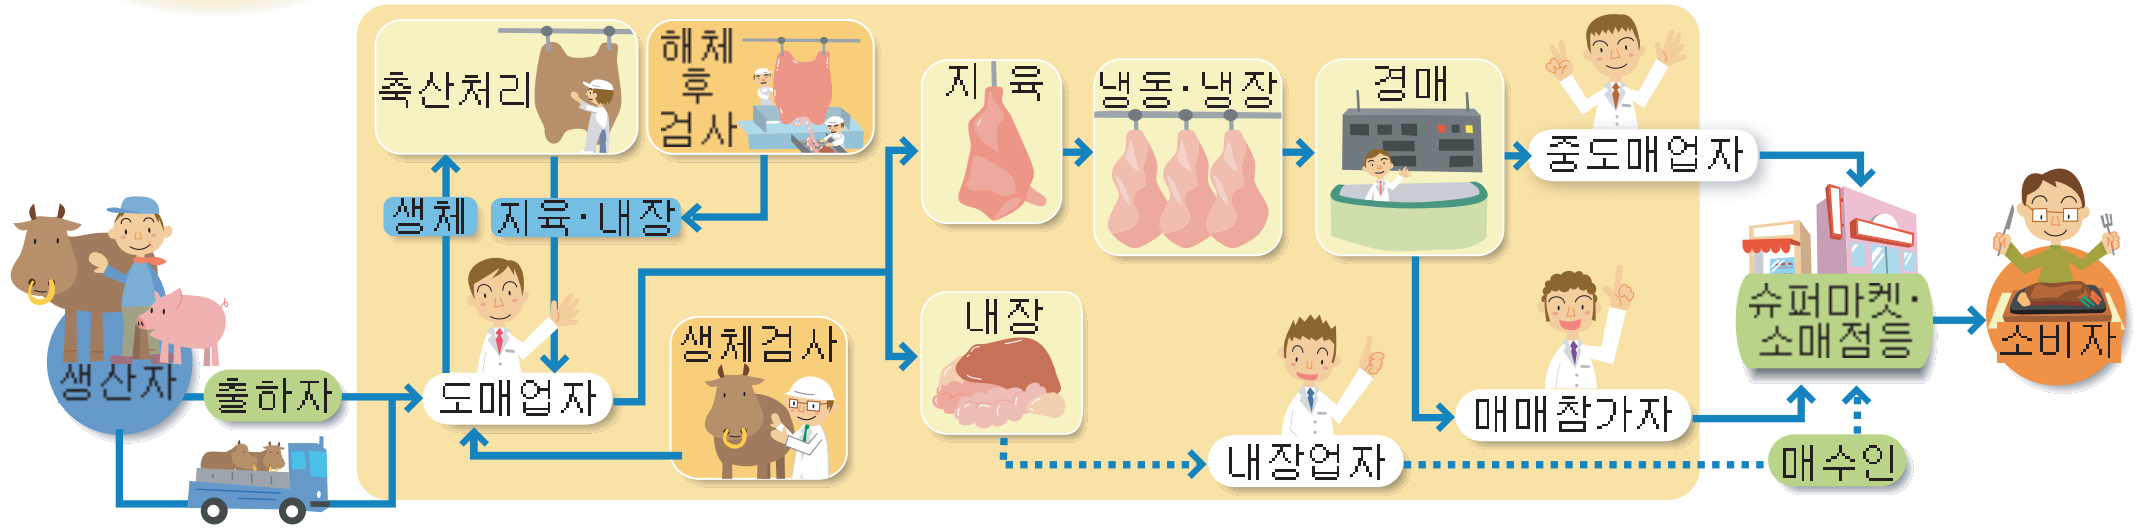 축산처리
해체
후
검사
지육
냉동·냉장
경매
중도매업자
생체
지육·내장
생산자
출하자
도매업자
생체검사
내장
내장업자
매매참가자
매수인
슈퍼마켓·
소매점등
소비자